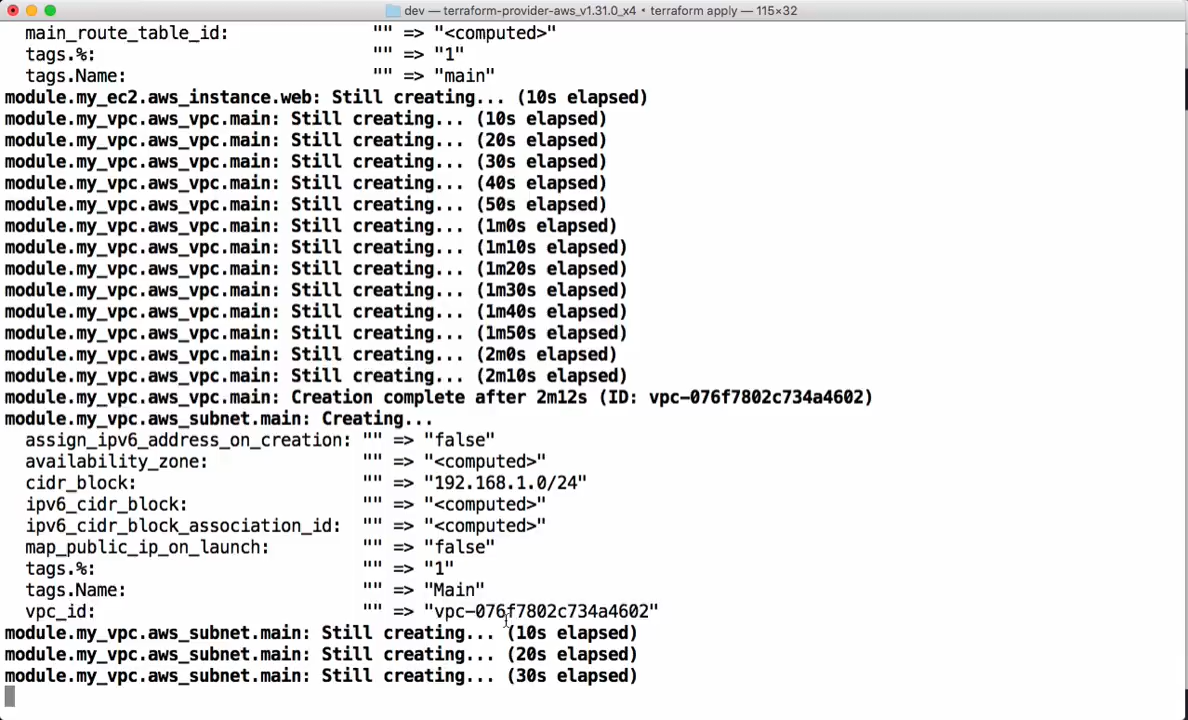 dev — terraform-provider-aws_v1.31.0_x4 • terraform apply — 115×32
main_route_table_id: "" => "<computed>"
tags.%: "" => "1"
tags.Name: "" => "main"
module.my_ec2.aws_instance.web: Still creating... (10s elapsed)
module.my_vpc.aws_vpc.main: Still creating... (10s elapsed)
module.my_vpc.aws_vpc.main: Still creating... (20s elapsed)
module.my_vpc.aws_vpc.main: Still creating... (30s elapsed)
module.my_vpc.aws_vpc.main: Still creating... (40s elapsed)
module.my_vpc.aws_vpc.main: Still creating... (50s elapsed)
module.my_vpc.aws_vpc.main: Still creating... (1m0s elapsed)
module.my_vpc.aws_vpc.main: Still creating... (1m10s elapsed)
module.my_vpc.aws_vpc.main: Still creating... (1m20s elapsed)
module.my_vpc.aws_vpc.main: Still creating... (1m30s elapsed)
module.my_vpc.aws_vpc.main: Still creating... (1m40s elapsed)
module.my_vpc.aws_vpc.main: Still creating... (1m50s elapsed)
module.my_vpc.aws_vpc.main: Still creating... (2m0s elapsed)
module.my_vpc.aws_vpc.main: Still creating... (2m10s elapsed)
module.my_vpc.aws_vpc.main: Creation complete after 2m12s (ID: vpc-076f7802c734a4602)
module.my_vpc.aws_subnet.main: Creating...
assign_ipv6_address_on_creation: "" => "false"
availability_zone: "" => "<computed>"
cidr_block: "" => "192.168.1.0/24"
ipv6_cidr_block: "" => "<computed>"
ipv6_cidr_block_association_id: "" => "<computed>"
map_public_ip_on_launch: "" => "false"
tags.%: "" => "1"
tags.Name: "" => "Main"
vpc_id: "" => "vpc-076f7802c734a4602"
module.my_vpc.aws_subnet.main: Still creating... (10s elapsed)
module.my_vpc.aws_subnet.main: Still creating... (20s elapsed)
module.my_vpc.aws_subnet.main: Still creating... (30s elapsed)